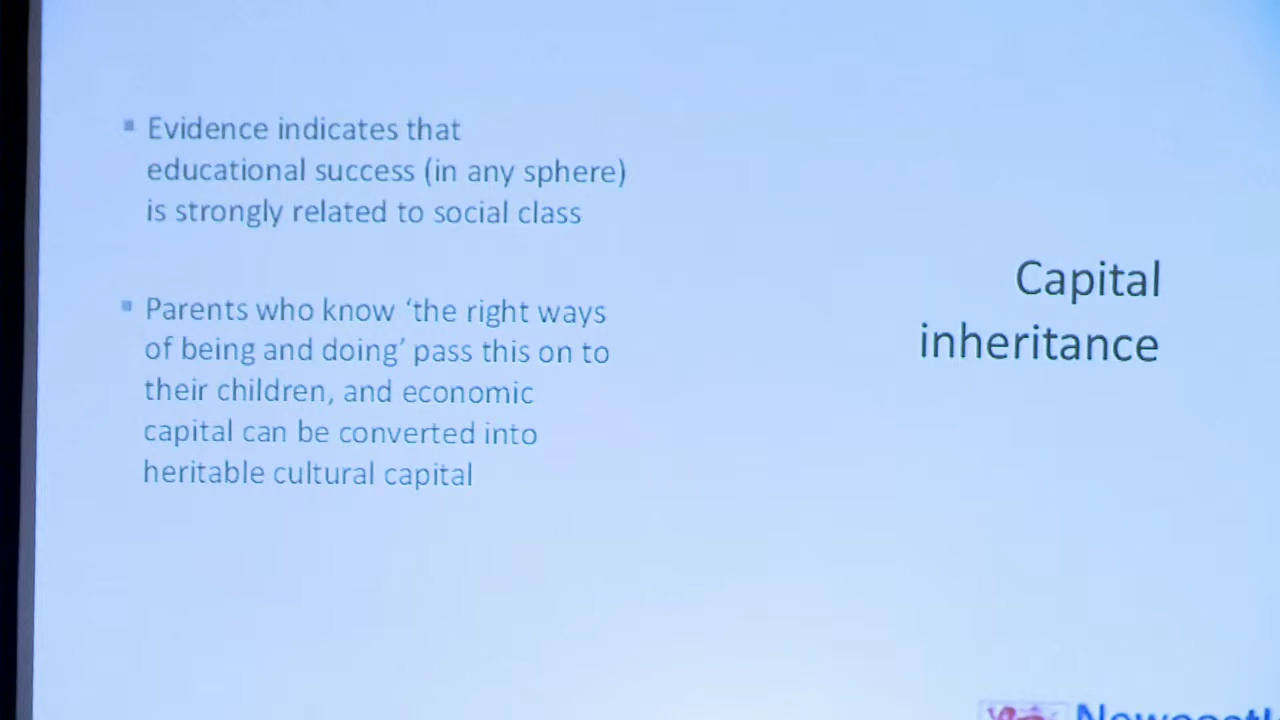 Evidence indicates that
educational success (in any sphere)
is strongly related to social class
Parents who know ‘the right ways
of being and doing’ pass this on to
their children, and economic
capital can be converted into
heritable cultural capital
Capital
inheritance